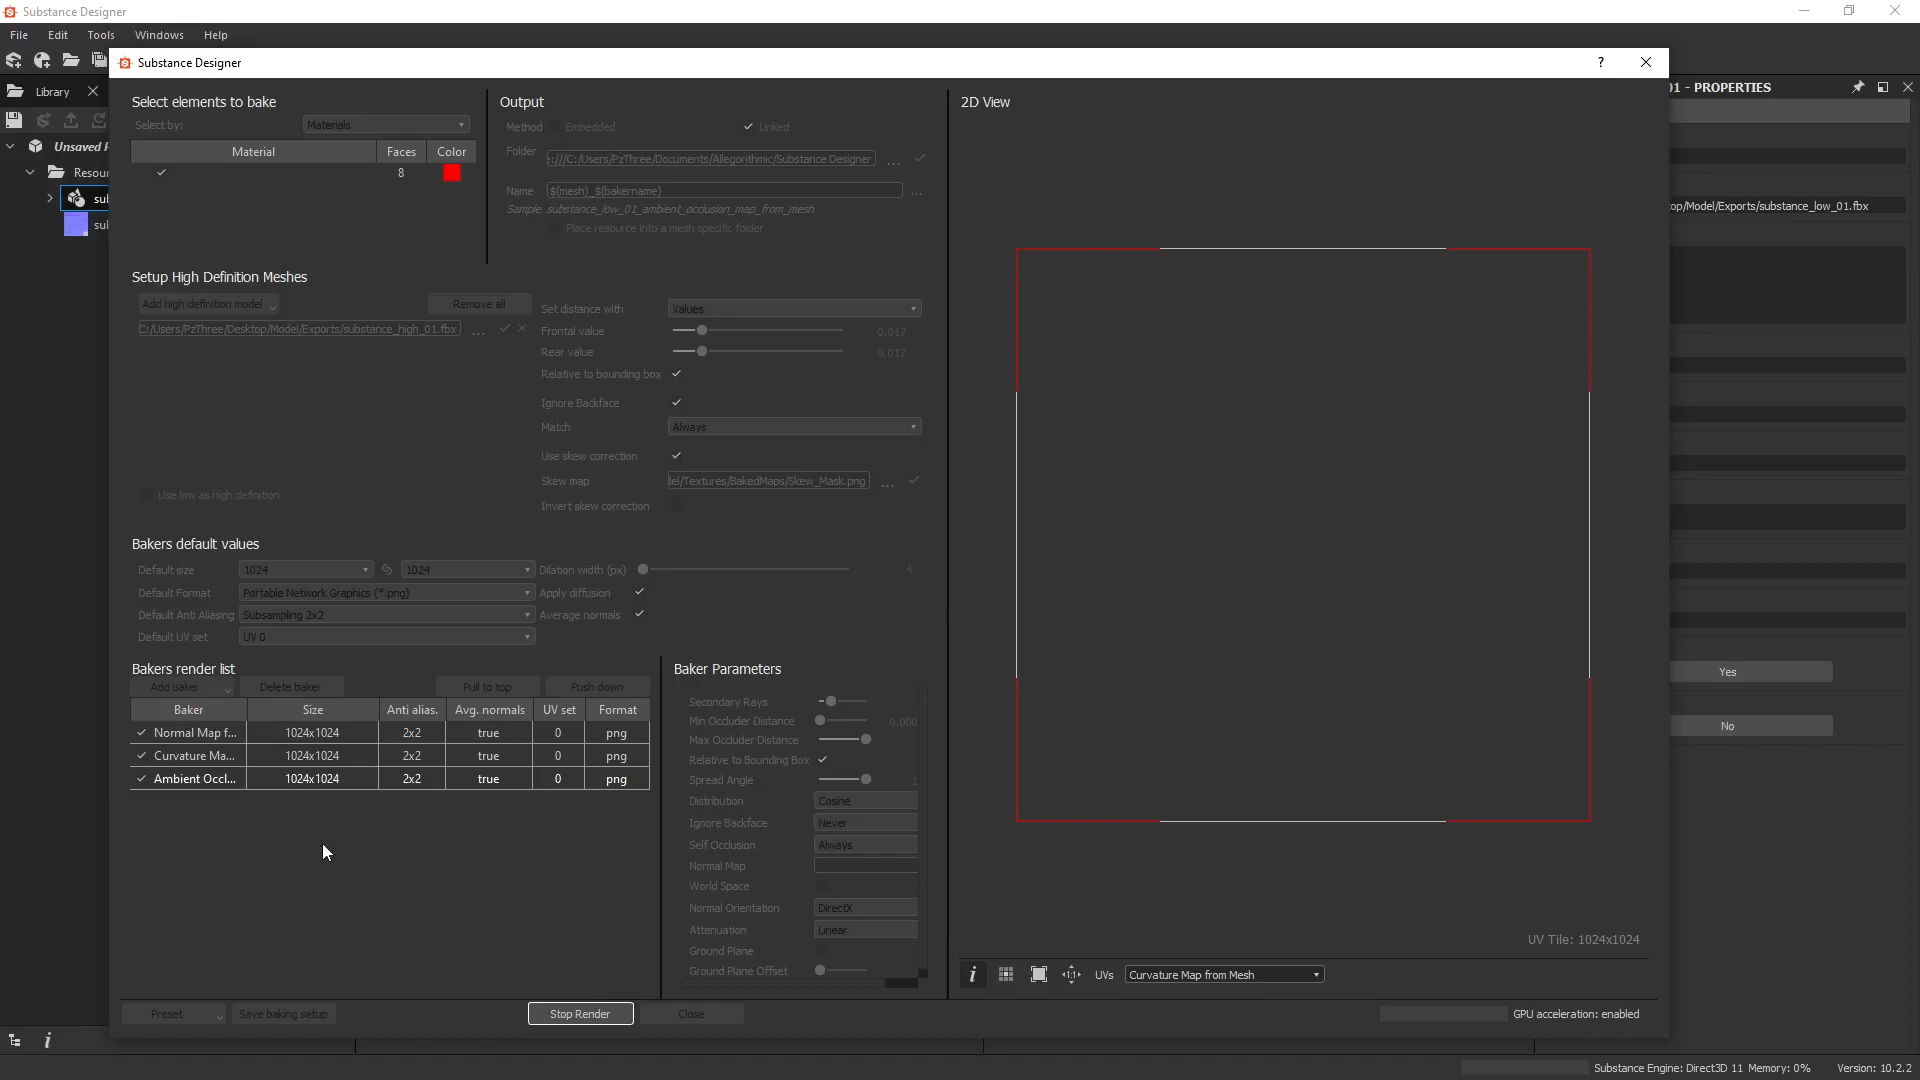 Substance Designer
File Edit Tools Windows Help
Substance Designer
?
Library
01 - PROPERTIES
Select elements to bake
Select by: Materials
Material Faces Color
8
Output
Method Embedded Linked
Folder :///C:/Users/PzThree/Documents/Allegorithmic/Substance Designer ...
Name $(mesh)_$(bakername) ...
Sample substance_low_01_ambient_occlusion_map_from_mesh
Place resource into a mesh specific folder
2D View
Unsaved P
Resour
sul
sul
op/Model/Exports/substance_low_01.fbx
Setup High Definition Meshes
Add high definition model Remove all
C:/Users/PzThree/Desktop/Model/Exports/substance_high_01.fbx ...
Use low as high definition
Set distance with Values
Frontal value 0.017
Rear value 0.017
Relative to bounding box
Ignore Backface
Match Always
Use skew correction
Skew map del/Textures/BakedMaps/Skew_Mask.png ...
Invert skew correction
Bakers default values
Default size 1024 1024 Dilation width (px) 4
Default Format Portable Network Graphics (*.png) Apply diffusion
Default Anti Aliasing Subsampling 2x2 Average normals
Default UV set UV 0
Bakers render list
Add baker Delete baker Pull to top Push down
Baker Size Anti alias. Avg. normals UV set Format
Normal Map f... 1024x1024 2x2 true 0 png
Curvature Ma... 1024x1024 2x2 true 0 png
Ambient Occl... 1024x1024 2x2 true 0 png
Baker Parameters
Secondary Rays
Min Occluder Distance 0.000
Max Occluder Distance
Relative to Bounding Box
Spread Angle 1
Distribution Cosine
Ignore Backface Never
Self Occlusion Always
Normal Map
World Space
Normal Orientation DirectX
Attenuation Linear
Ground Plane
Ground Plane Offset
Yes
No
UV Tile: 1024x1024
i 1:1 UVs Curvature Map from Mesh
Preset Save baking setup Stop Render Close GPU acceleration: enabled
i
Substance Engine: Direct3D 11 Memory: 0% Version: 10.2.2